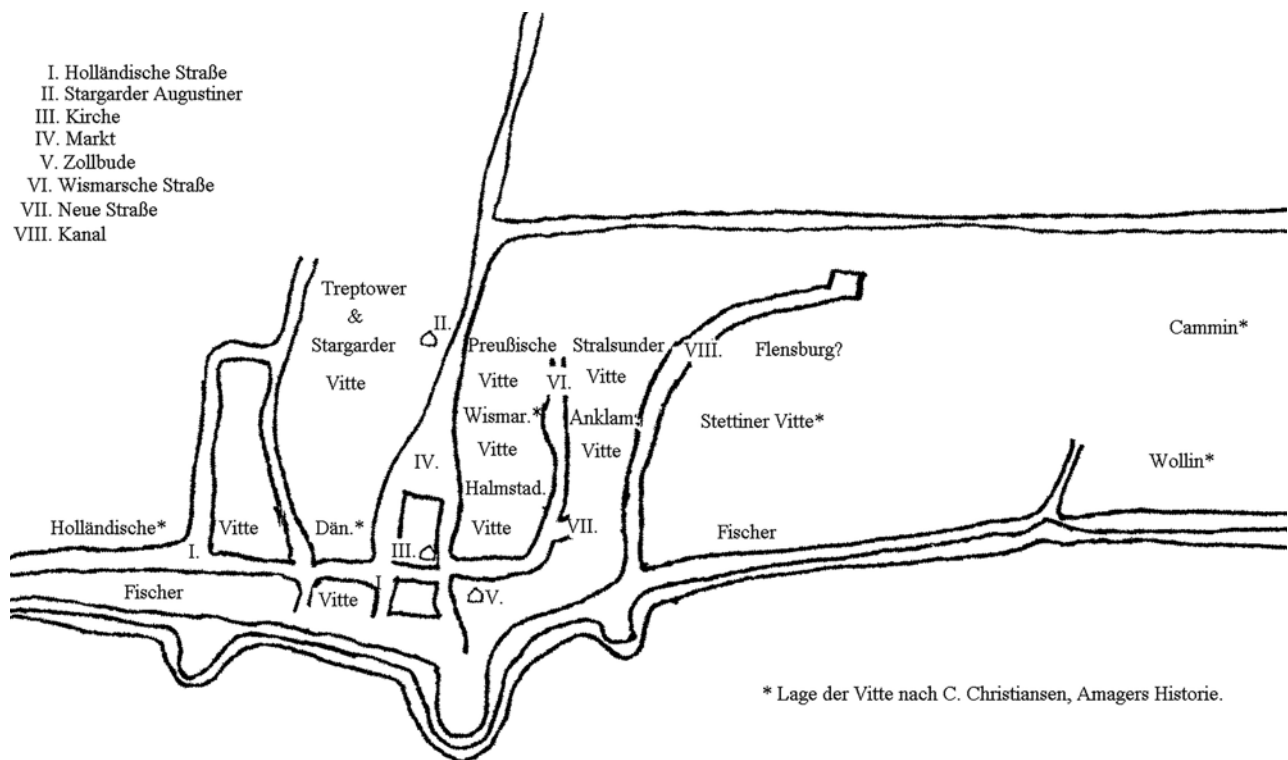 I. Holländische Straße
II. Stargarder Augustiner
III. Kirche
IV. Markt
V. Zollbude
VI. Wismarsche Straße
VII. Neue Straße
VIII. Kanal
Treptower
&
Stargarder
Vitte
II.
Preußische
Vitte
Stralsunder
Vitte
VI.
VIII.
Flensburg?
Cammin*
Wismar.*
Vitte
Anklam.
Vitte
Stettiner Vitte*
Wollin*
IV.
Halmstad.
Vitte
VII.
Holländische*
Vitte
Dän.*
Vitte
I.
III.
I
V.
Fischer
Fischer
* Lage der Vitte nach C. Christiansen, Amagers Historie.